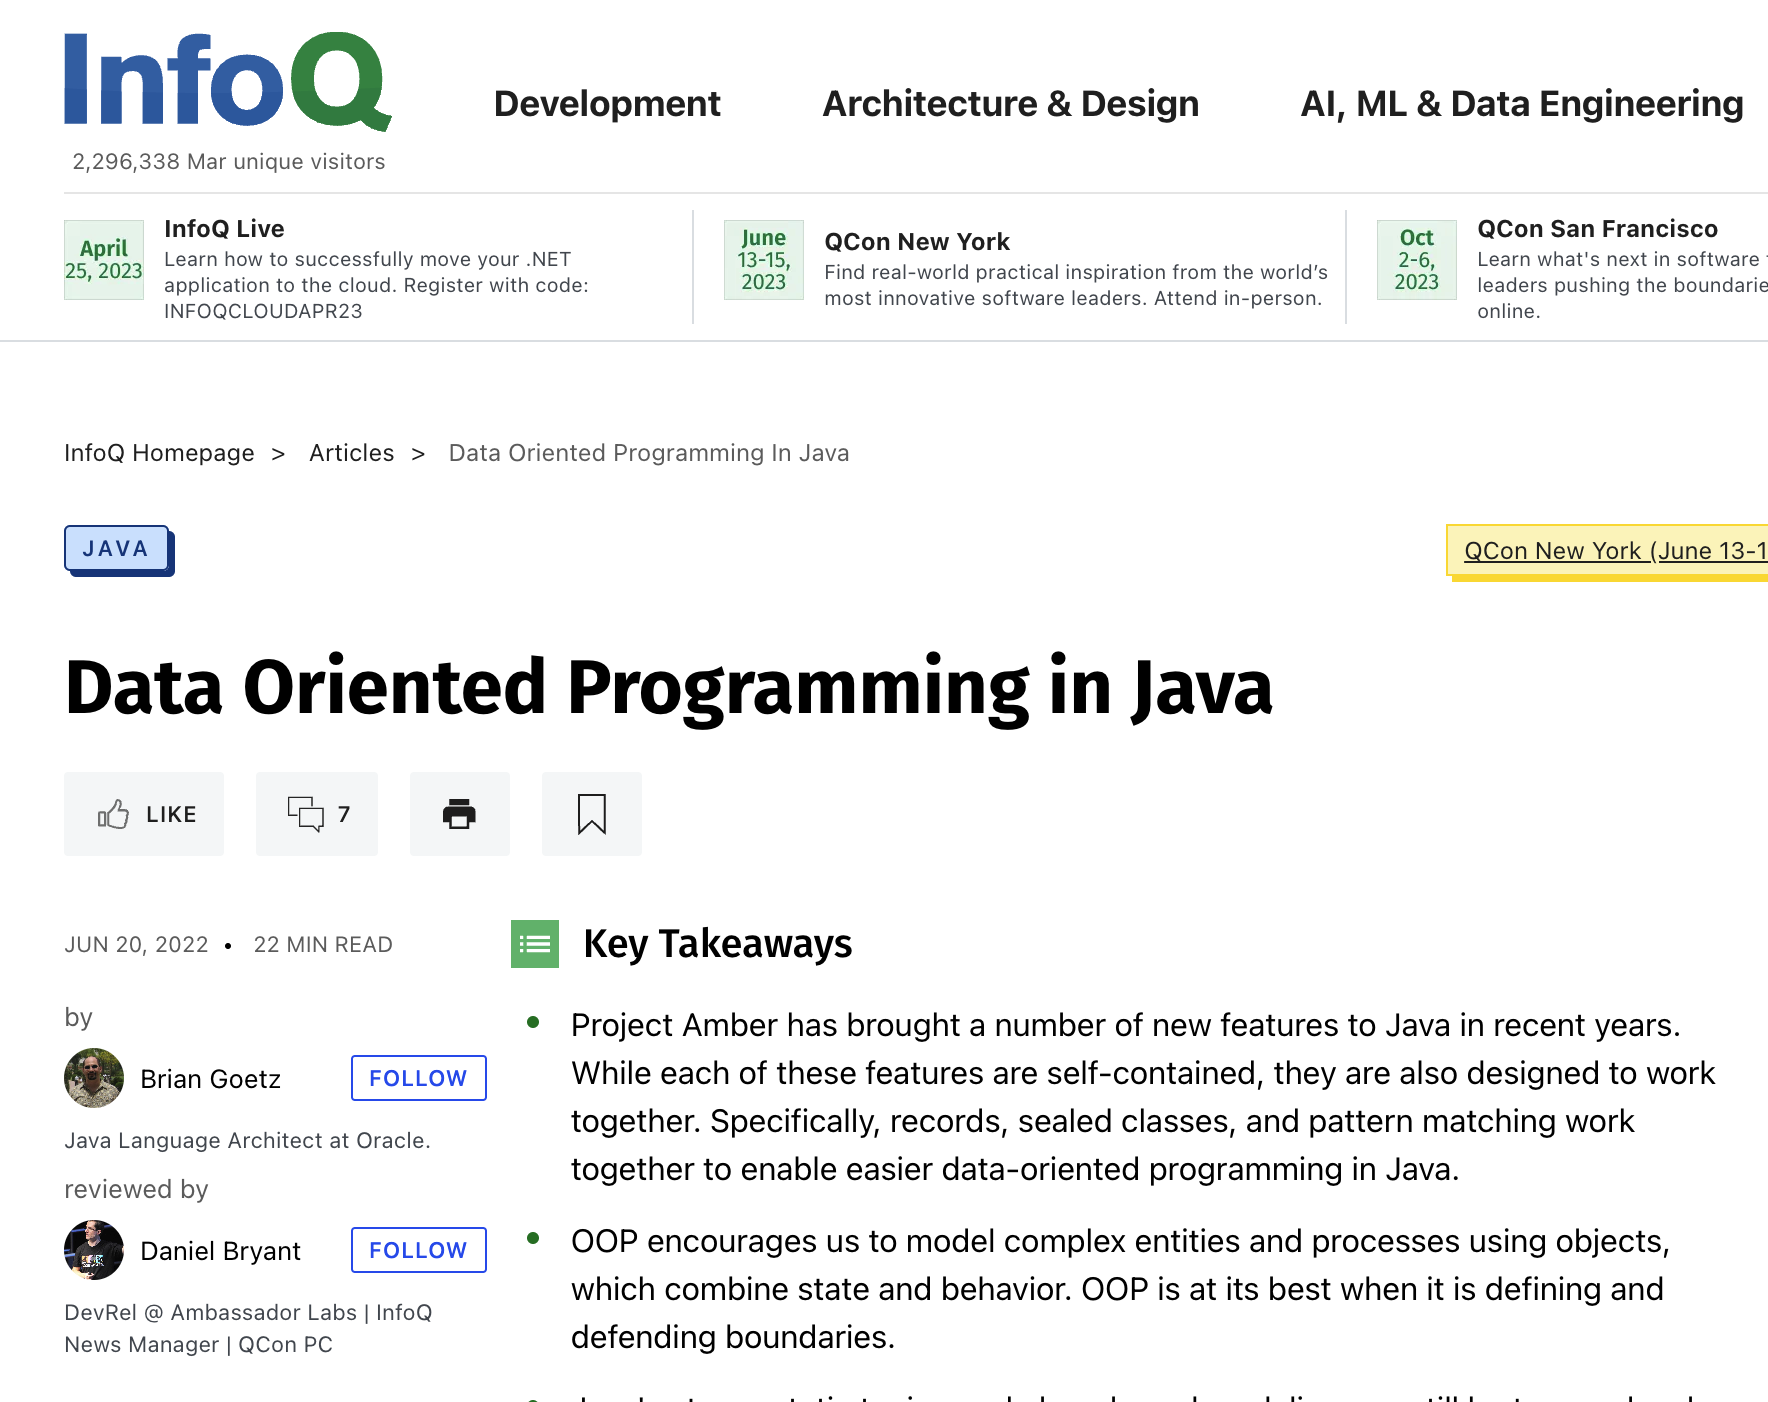 InfoQ
Development
Architecture & Design
AI, ML & Data Engineering
2,296,338 Mar unique visitors
April
25, 2023
InfoQ Live
Learn how to successfully move your .NET
application to the cloud. Register with code:
INFOQCLOUDAPR23
June
13-15,
2023
QCon New York
Find real-world practical inspiration from the world’s
most innovative software leaders. Attend in-person.
Oct
2-6,
2023
QCon San Francisco
Learn what's next in software
leaders pushing the
online.
InfoQ Homepage > Articles > Data Oriented Programming In Java
JAVA
QCon New York (June 13-1
Data Oriented Programming in Java
LIKE
7
JUN 20, 2022 • 22 MIN READ
by
Brian Goetz
FOLLOW
Java Language Architect at Oracle.
reviewed by
Daniel Bryant
FOLLOW
DevRel @ Ambassador Labs | InfoQ
News Manager | QCon PC
Key Takeaways
• Project Amber has brought a number of new features to Java in recent years.
While each of these features are self-contained, they are also designed to work
together. Specifically, records, sealed classes, and pattern matching work
together to enable easier data-oriented programming in Java.
• OOP encourages us to model complex entities and processes using objects,
which combine state and behavior. OOP is at its best when it is defining and
defending boundaries.